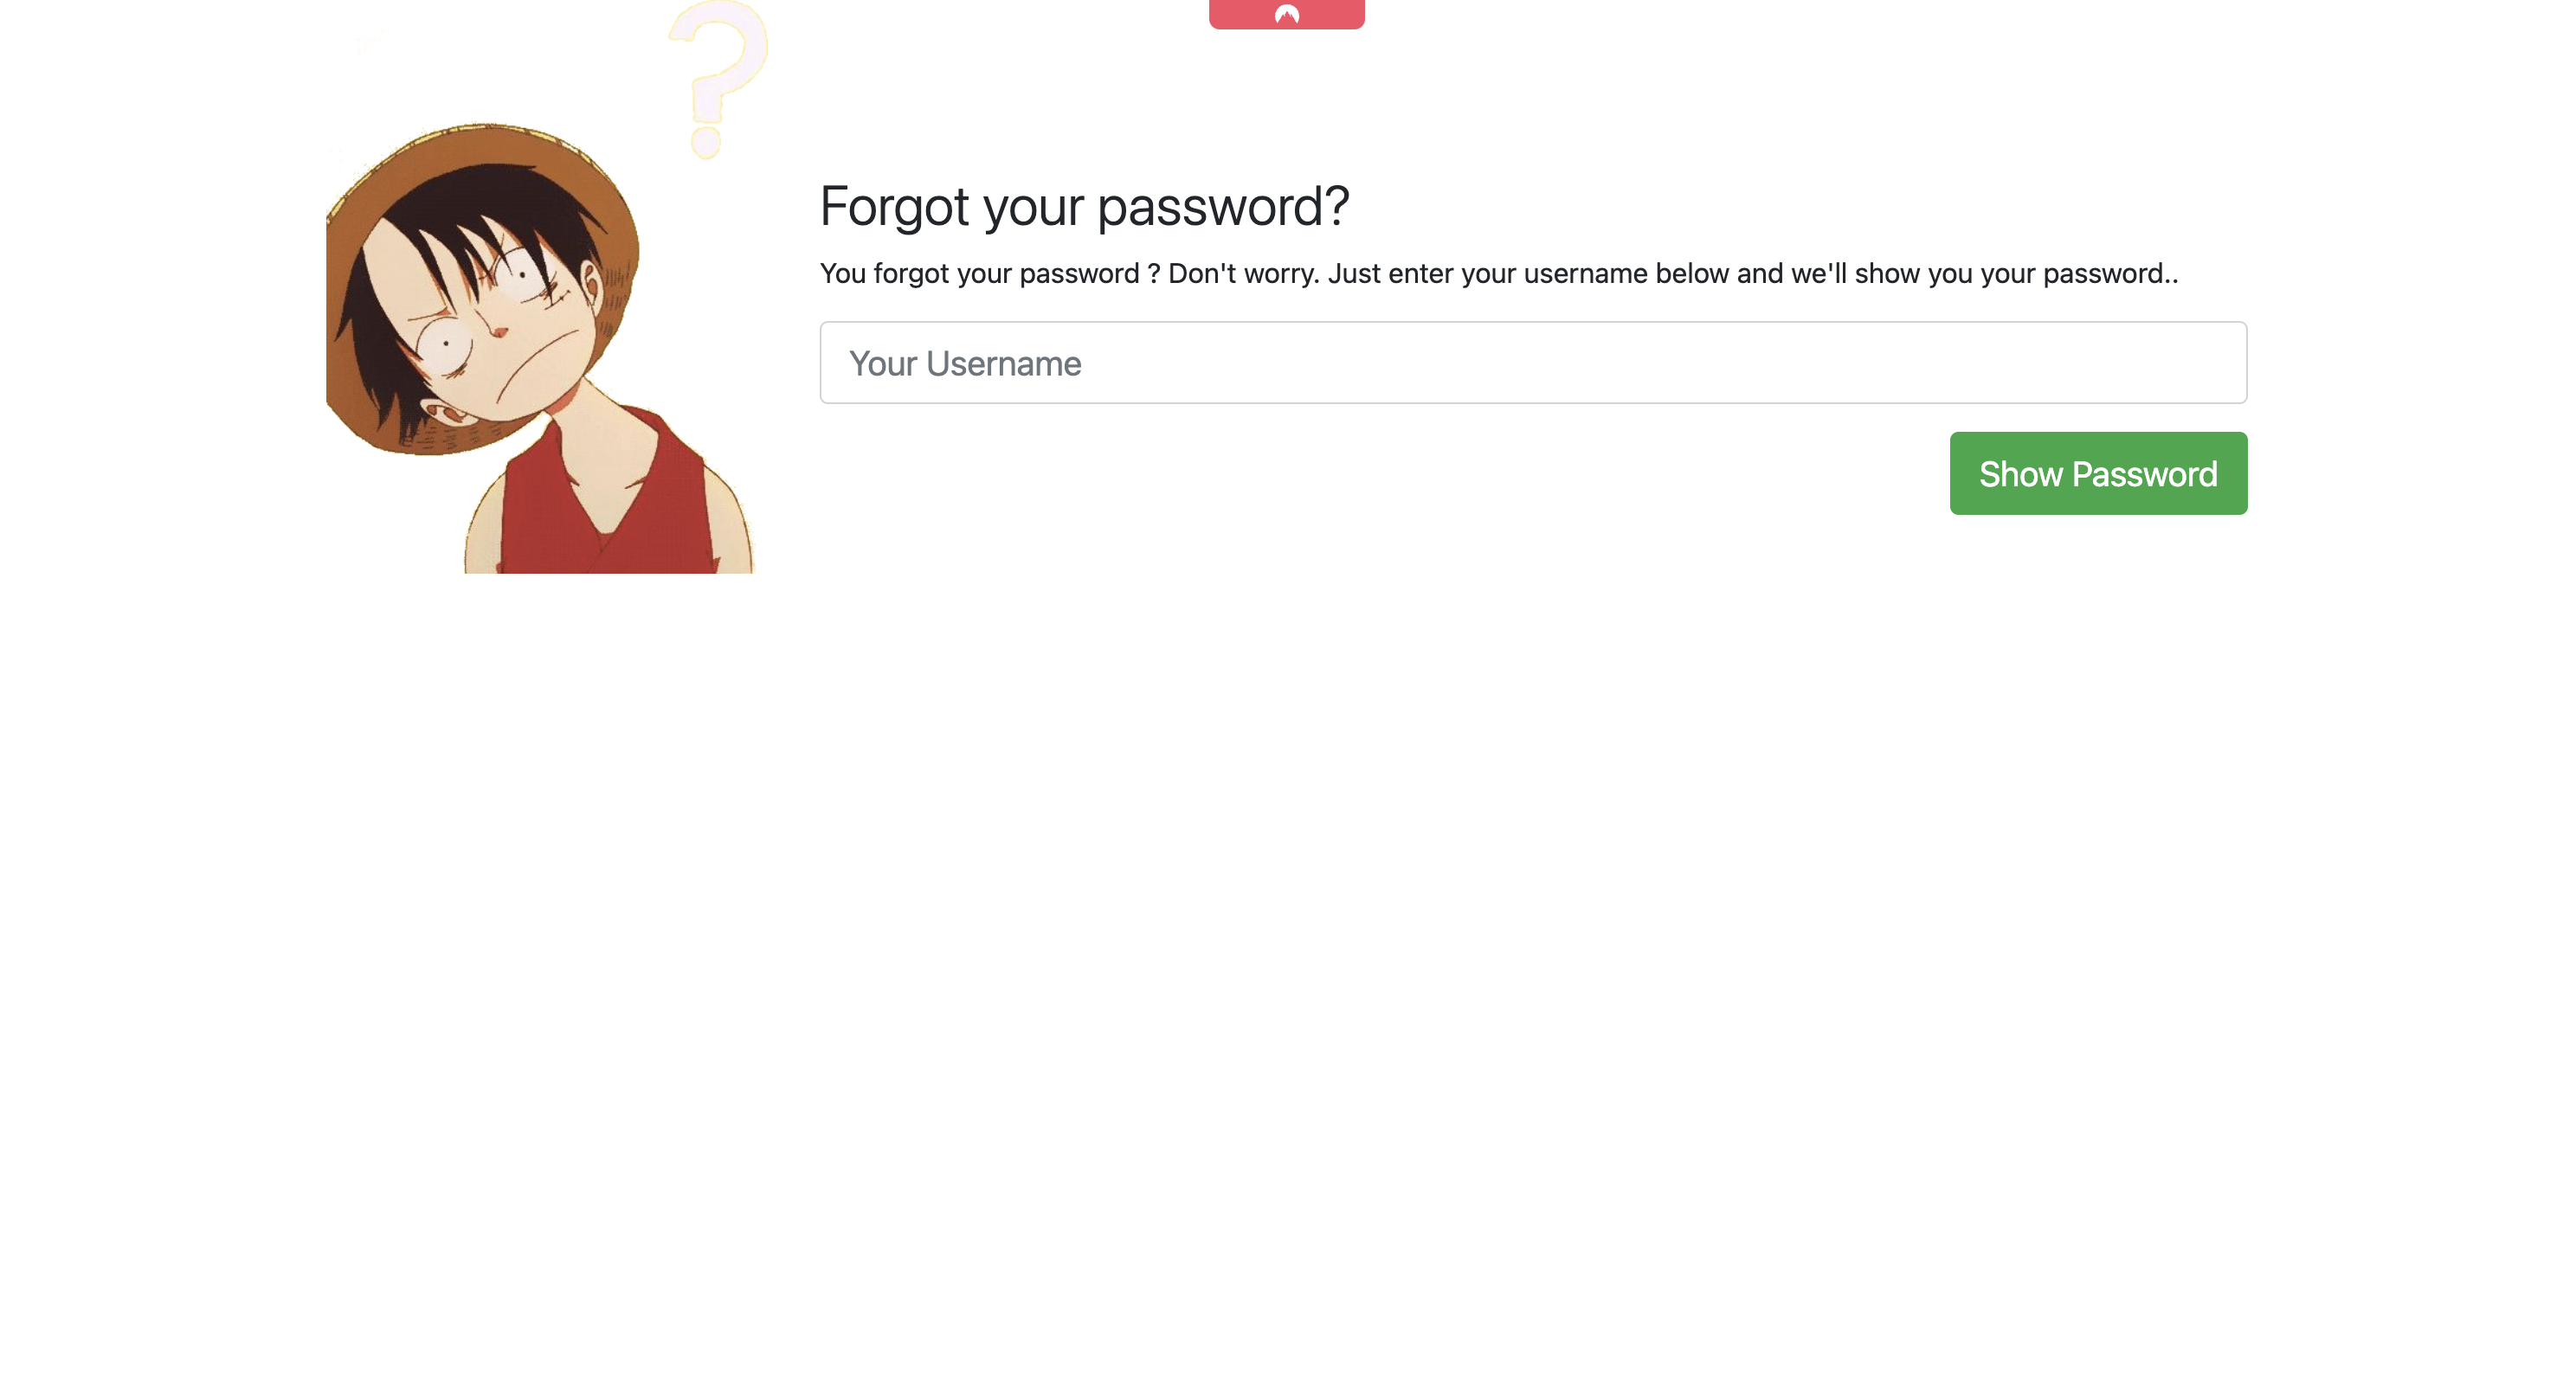 ?
Forgot your password?
You forgot your password ? Don't worry. Just enter your username below and we'll show you your password..
Your Username
Show Password